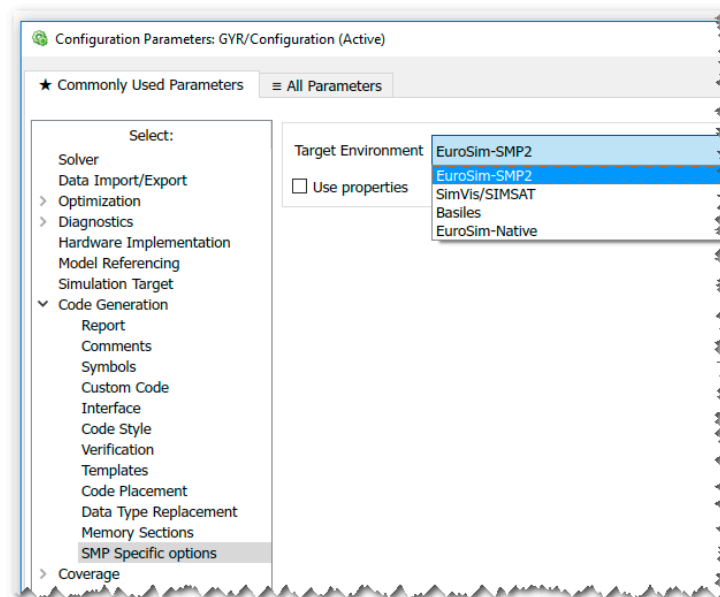 Configuration Parameters: GYR/Configuration (Active)
★ Commonly Used Parameters
≡ All Parameters
Select:
Solver
Data Import/Export
Optimization
Diagnostics
Hardware Implementation
Model Referencing
Simulation Target
Code Generation
Report
Comments
Symbols
Custom Code
Interface
Code Style
Verification
Templates
Code Placement
Data Type Replacement
Memory Sections
SMP Specific options
Coverage
Target Environment
EuroSim-SMP2
EuroSim-SMP2
SimVis/SIMSAT
Basiles
EuroSim-Native
Use properties